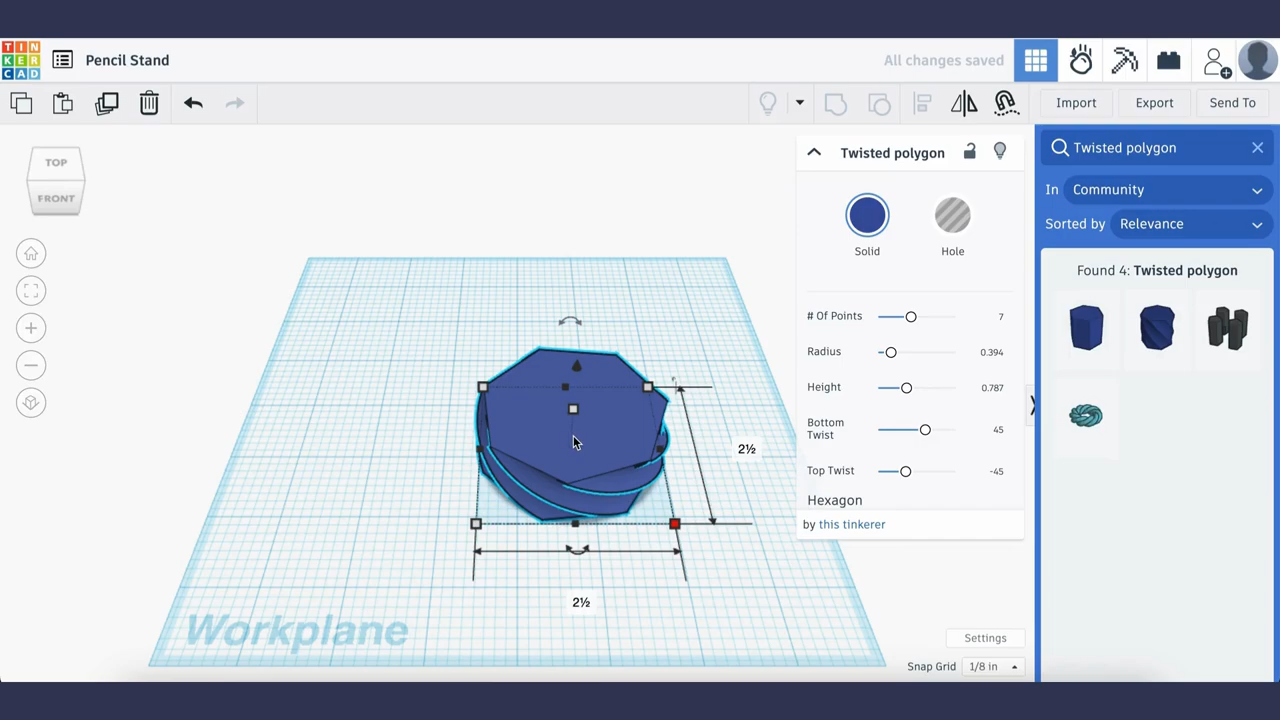 TIN
KER
CAD
Pencil Stand
All changes saved
Import
Export
Send To
TOP
FRONT
Twisted polygon
Solid
Hole
# Of Points
7
Radius
0.394
Height
0.787
Bottom
Twist
45
Top Twist
-45
Hexagon
by this tinkerer
Twisted polygon
In
Community
Sorted by
Relevance
Found 4: Twisted polygon
2½
2½
Workplane
Settings
Snap Grid
1/8 in